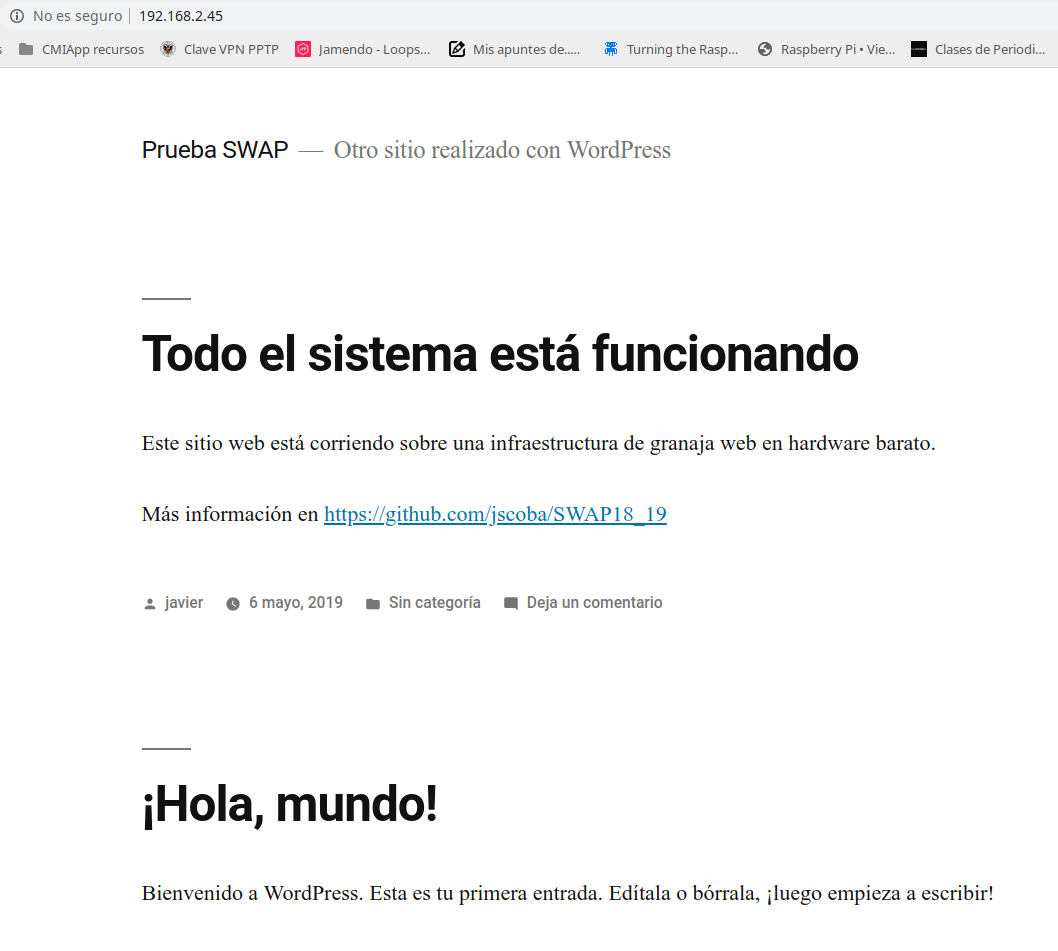 No es seguro | 192.168.2.45
s CMIApp recursos Clave VPN PPTP Jamendo - Loops... Mis apuntes de..... Turning the Rasp... Raspberry Pi • Vie... Clases de Periodi...
Prueba SWAP — Otro sitio realizado con WordPress
Todo el sistema está funcionando
Este sitio web está corriendo sobre una infraestructura de granaja web en hardware barato.
Más información en https://github.com/jscoba/SWAP18_19
javier 6 mayo, 2019 Sin categoría Deja un comentario
¡Hola, mundo!
Bienvenido a WordPress. Esta es tu primera entrada. Edítala o bórrala, ¡luego empieza a escribir!